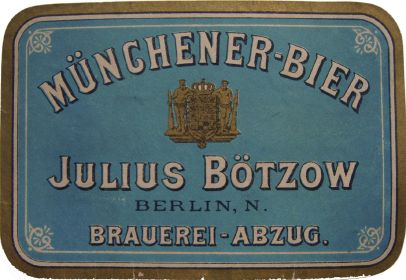 MÜNCHENER-BIER
JULIUS BÖTZOW
BERLIN, N.
BRAUEREI-ABZUG.